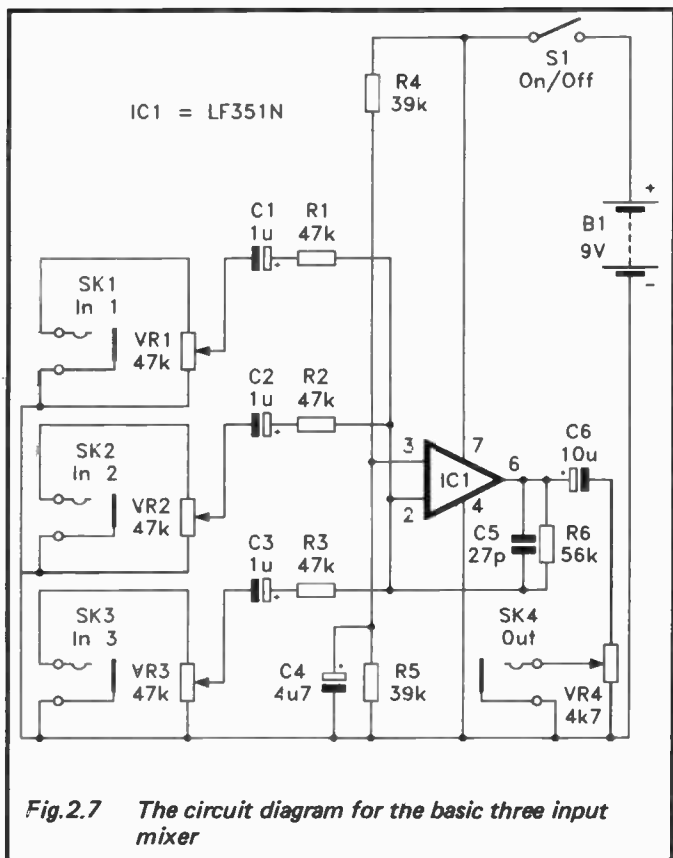 S1
On/Off
R4
39k
IC1 = LF351N
+
B1
9V
-
C1
1u
R1
47k
+
SK1
In 1
VR1
47k
C2
1u
R2
47k
+
SK2
In 2
VR2
47k
3
7
IC1
6
2
4
C6
10u
+
C5
27p
R6
56k
C3
1u
R3
47k
+
SK3
In 3
VR3
47k
C4
4u7
+
R5
39k
SK4
Out
VR4
4k7
Fig.2.7 The circuit diagram for the basic three input
mixer